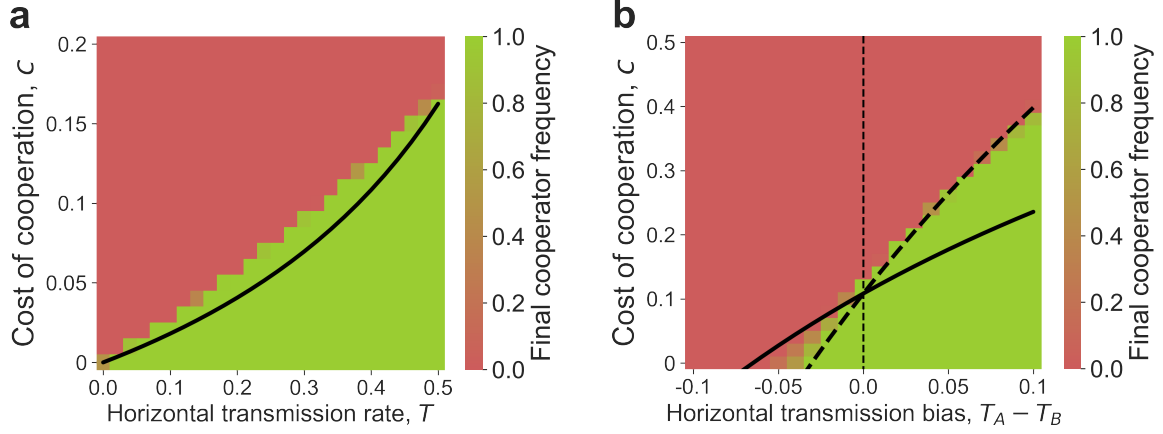 a
0.2
0.15
0.1
0.05
0
Cost of cooperation, c
0.0 0.1 0.2 0.3 0.4 0.5
Horizontal transmission rate, T
1.0
0.8
0.6
0.4
0.2
0.0
Final cooperator frequency
b
0.5
0.4
0.3
0.2
0.1
0
Cost of cooperation, c
-0.1 -0.05 0.0 0.05 0.1
Horizontal transmission bias, T_A − T_B
1.0
0.8
0.6
0.4
0.2
0.0
Final cooperator frequency